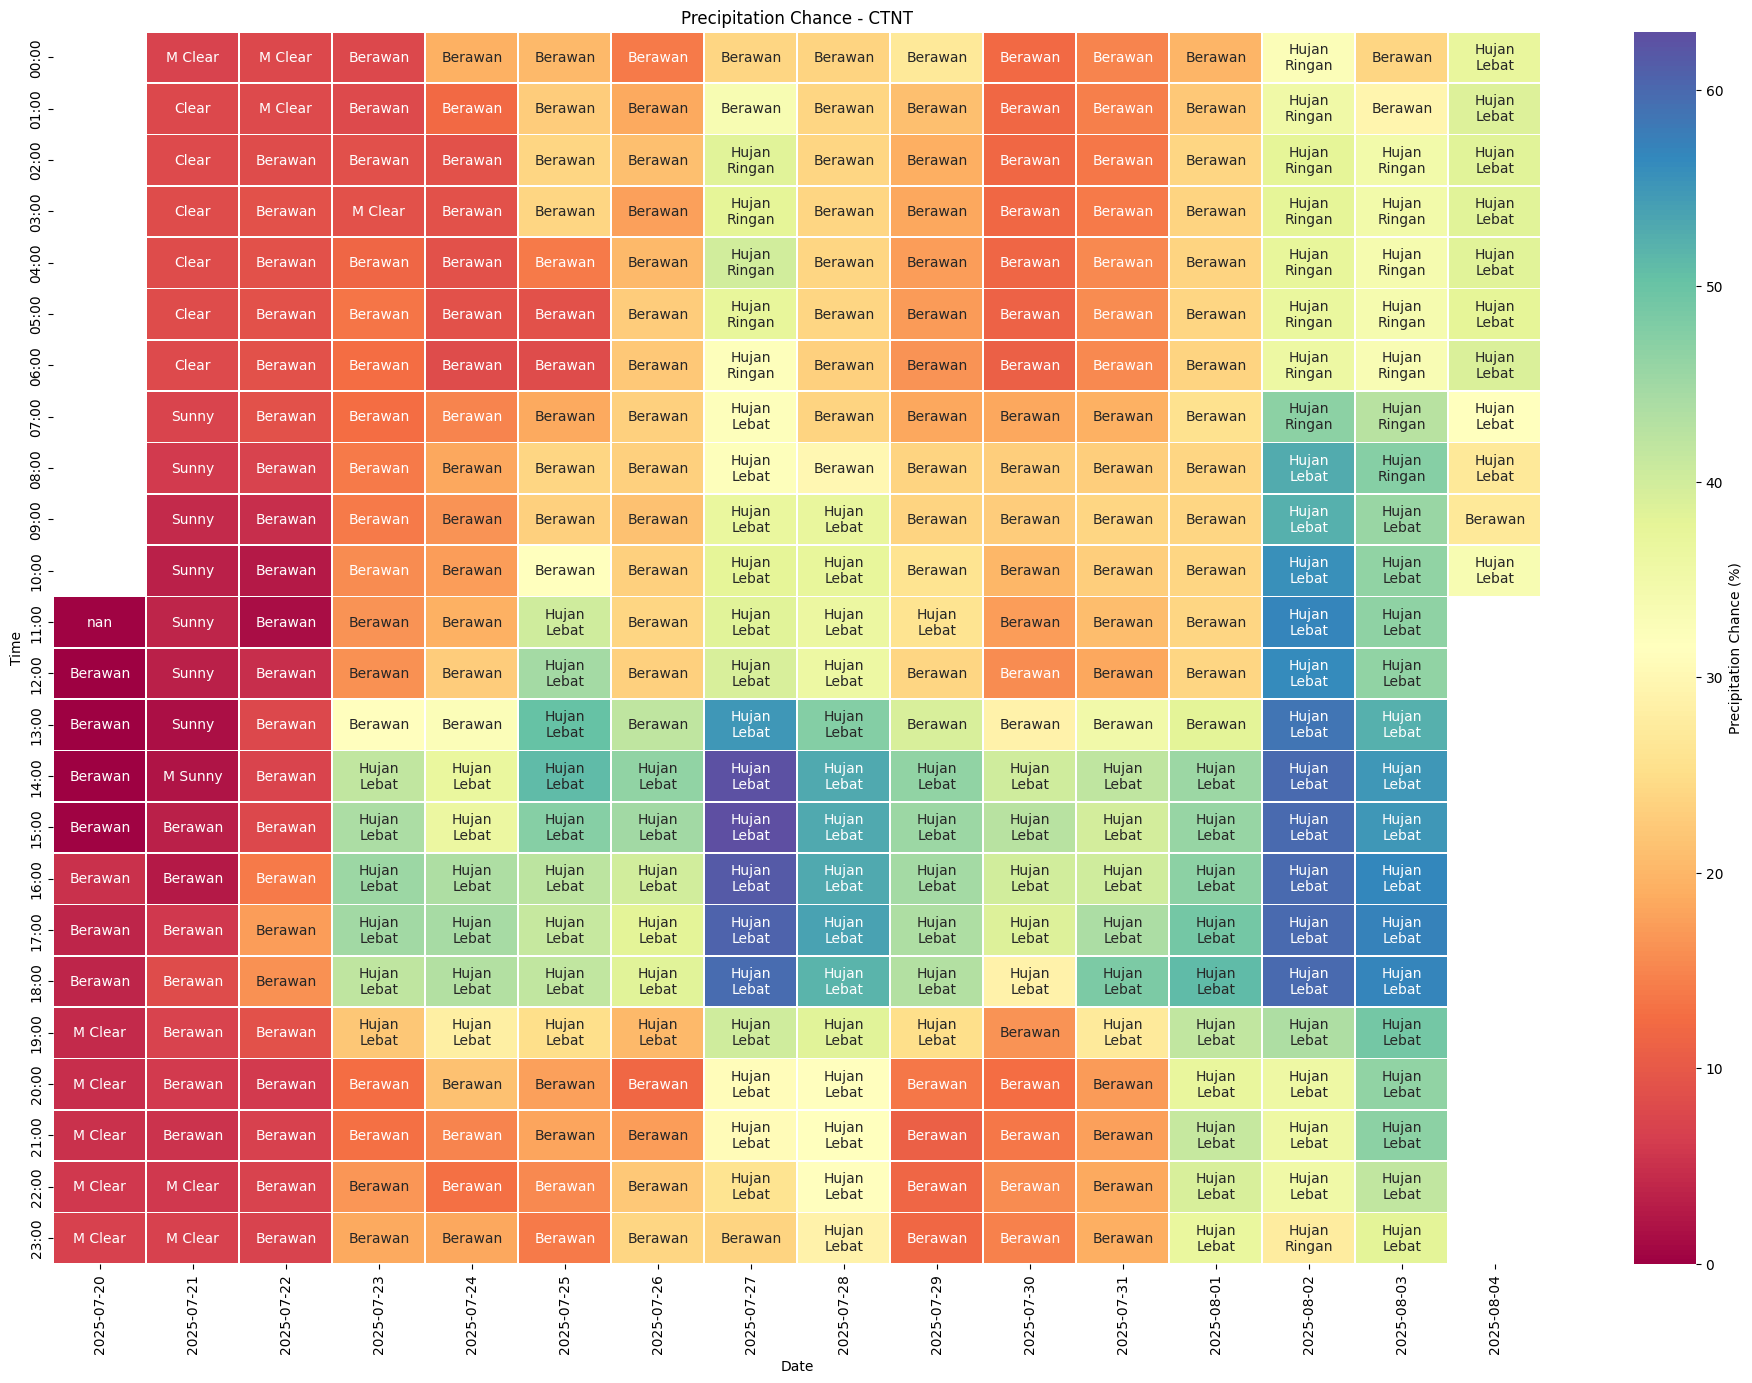 Precipitation Chance - CTNT
00:00 M Clear M Clear Berawan Berawan Berawan Berawan Berawan Berawan Berawan Berawan Berawan Berawan Hujan Ringan Berawan Hujan Lebat
01:00 Clear M Clear Berawan Berawan Berawan Berawan Berawan Berawan Berawan Berawan Berawan Berawan Hujan Ringan Berawan Hujan Lebat
02:00 Clear Berawan Berawan Berawan Berawan Berawan Hujan Ringan Berawan Berawan Berawan Berawan Berawan Hujan Ringan Hujan Ringan Hujan Lebat
03:00 Clear Berawan M Clear Berawan Berawan Berawan Hujan Ringan Berawan Berawan Berawan Berawan Berawan Hujan Ringan Hujan Ringan Hujan Lebat
04:00 Clear Berawan Berawan Berawan Berawan Berawan Hujan Ringan Berawan Berawan Berawan Berawan Berawan Hujan Ringan Hujan Ringan Hujan Lebat
05:00 Clear Berawan Berawan Berawan Berawan Berawan Hujan Ringan Berawan Berawan Berawan Berawan Berawan Hujan Ringan Hujan Ringan Hujan Lebat
06:00 Clear Berawan Berawan Berawan Berawan Berawan Hujan Ringan Berawan Berawan Berawan Berawan Berawan Hujan Ringan Hujan Ringan Hujan Lebat
07:00 Sunny Berawan Berawan Berawan Berawan Berawan Hujan Lebat Berawan Berawan Berawan Berawan Berawan Hujan Ringan Hujan Ringan Hujan Lebat
08:00 Sunny Berawan Berawan Berawan Berawan Berawan Hujan Lebat Berawan Berawan Berawan Berawan Berawan Hujan Lebat Hujan Ringan Hujan Lebat
09:00 Sunny Berawan Berawan Berawan Berawan Berawan Hujan Lebat Hujan Lebat Berawan Berawan Berawan Berawan Hujan Lebat Hujan Lebat Berawan
10:00 Sunny Berawan Berawan Berawan Berawan Berawan Hujan Lebat Hujan Lebat Berawan Berawan Berawan Berawan Hujan Lebat Hujan Lebat Hujan Lebat
11:00 nan Sunny Berawan Berawan Berawan Hujan Lebat Berawan Hujan Lebat Hujan Lebat Hujan Lebat Berawan Berawan Berawan Hujan Lebat Hujan Lebat
12:00 Berawan Sunny Berawan Berawan Berawan Hujan Lebat Berawan Hujan Lebat Hujan Lebat Berawan Berawan Berawan Berawan Hujan Lebat Hujan Lebat
13:00 Berawan Sunny Berawan Berawan Berawan Hujan Lebat Berawan Hujan Lebat Hujan Lebat Berawan Berawan Berawan Berawan Hujan Lebat Hujan Lebat
14:00 Berawan M Sunny Berawan Hujan Lebat Hujan Lebat Hujan Lebat Hujan Lebat Hujan Lebat Hujan Lebat Hujan Lebat Hujan Lebat Hujan Lebat Hujan Lebat Hujan Lebat Hujan Lebat
15:00 Berawan Berawan Berawan Hujan Lebat Hujan Lebat Hujan Lebat Hujan Lebat Hujan Lebat Hujan Lebat Hujan Lebat Hujan Lebat Hujan Lebat Hujan Lebat Hujan Lebat Hujan Lebat
16:00 Berawan Berawan Berawan Hujan Lebat Hujan Lebat Hujan Lebat Hujan Lebat Hujan Lebat Hujan Lebat Hujan Lebat Hujan Lebat Hujan Lebat Hujan Lebat Hujan Lebat Hujan Lebat
17:00 Berawan Berawan Berawan Hujan Lebat Hujan Lebat Hujan Lebat Hujan Lebat Hujan Lebat Hujan Lebat Hujan Lebat Hujan Lebat Hujan Lebat Hujan Lebat Hujan Lebat Hujan Lebat
18:00 Berawan Berawan Berawan Hujan Lebat Hujan Lebat Hujan Lebat Hujan Lebat Hujan Lebat Hujan Lebat Hujan Lebat Hujan Lebat Hujan Lebat Hujan Lebat Hujan Lebat Hujan Lebat
19:00 M Clear Berawan Berawan Hujan Lebat Hujan Lebat Hujan Lebat Hujan Lebat Hujan Lebat Hujan Lebat Hujan Lebat Berawan Hujan Lebat Hujan Lebat Hujan Lebat Hujan Lebat
20:00 M Clear Berawan Berawan Berawan Berawan Berawan Berawan Hujan Lebat Hujan Lebat Berawan Berawan Berawan Hujan Lebat Hujan Lebat Hujan Lebat
21:00 M Clear Berawan Berawan Berawan Berawan Berawan Berawan Hujan Lebat Hujan Lebat Berawan Berawan Berawan Hujan Lebat Hujan Lebat Hujan Lebat
22:00 M Clear M Clear Berawan Berawan Berawan Berawan Berawan Hujan Lebat Hujan Lebat Berawan Berawan Berawan Hujan Lebat Hujan Lebat Hujan Lebat
23:00 M Clear M Clear Berawan Berawan Berawan Berawan Berawan Berawan Hujan Lebat Berawan Berawan Berawan Hujan Lebat Hujan Ringan Hujan Lebat
2025-07-20 2025-07-21 2025-07-22 2025-07-23 2025-07-24 2025-07-25 2025-07-26 2025-07-27 2025-07-28 2025-07-29 2025-07-30 2025-07-31 2025-08-01 2025-08-02 2025-08-03 2025-08-04
Date
Time
60
50
40
30
20
10
0
Precipitation Chance (%)